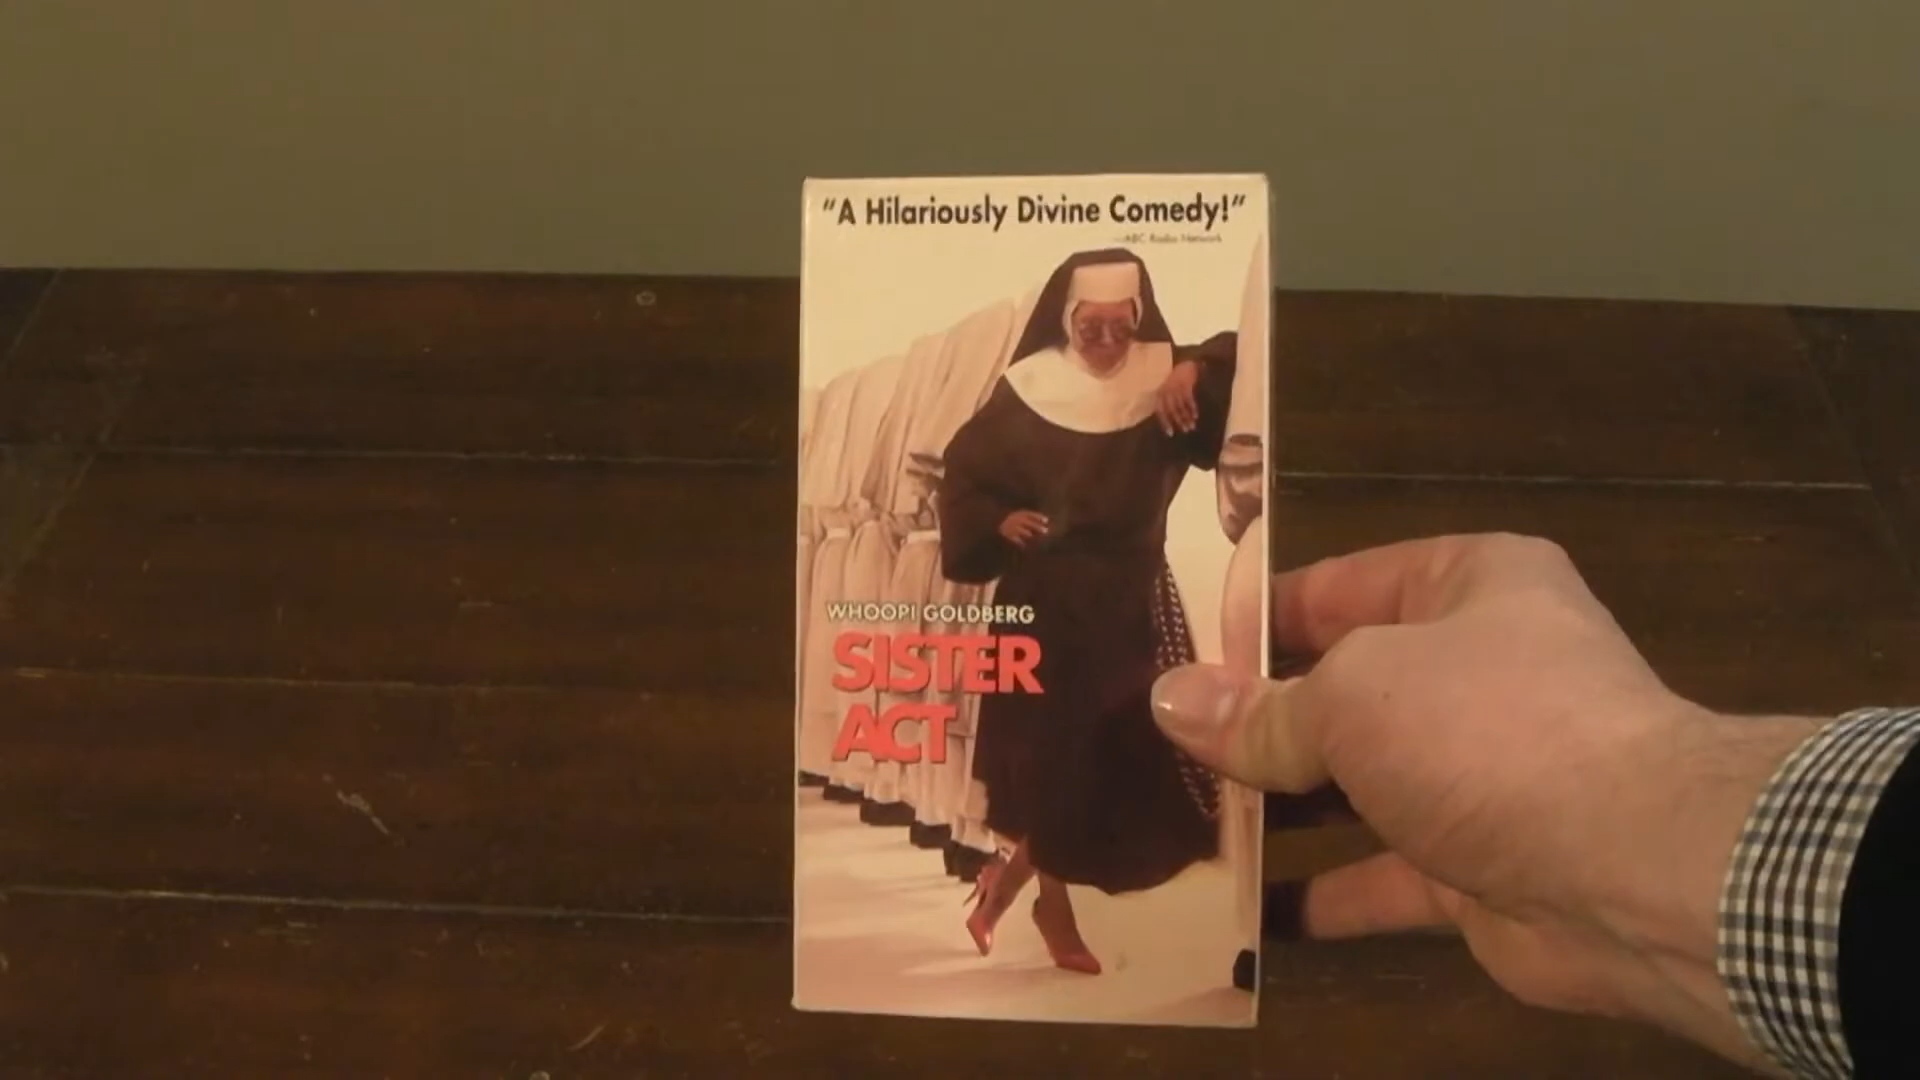 "A Hilariously Divine Comedy!"
—ABC Radio Network
WHOOPI GOLDBERG
SISTER
ACT